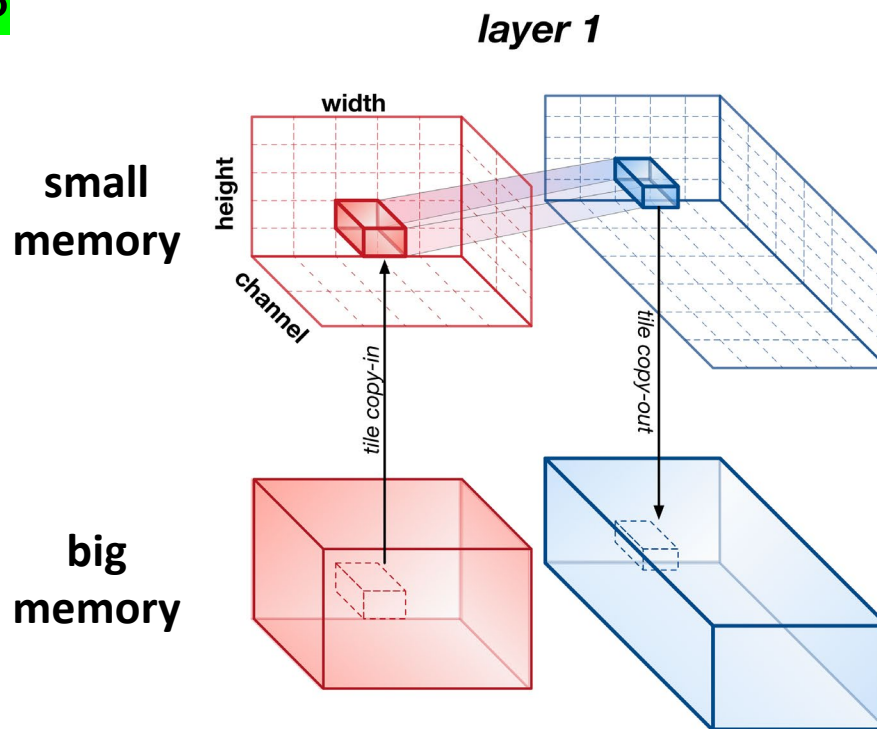 layer 1
width
height
channel
small
memory
tile copy-in
tile copy-out
big
memory